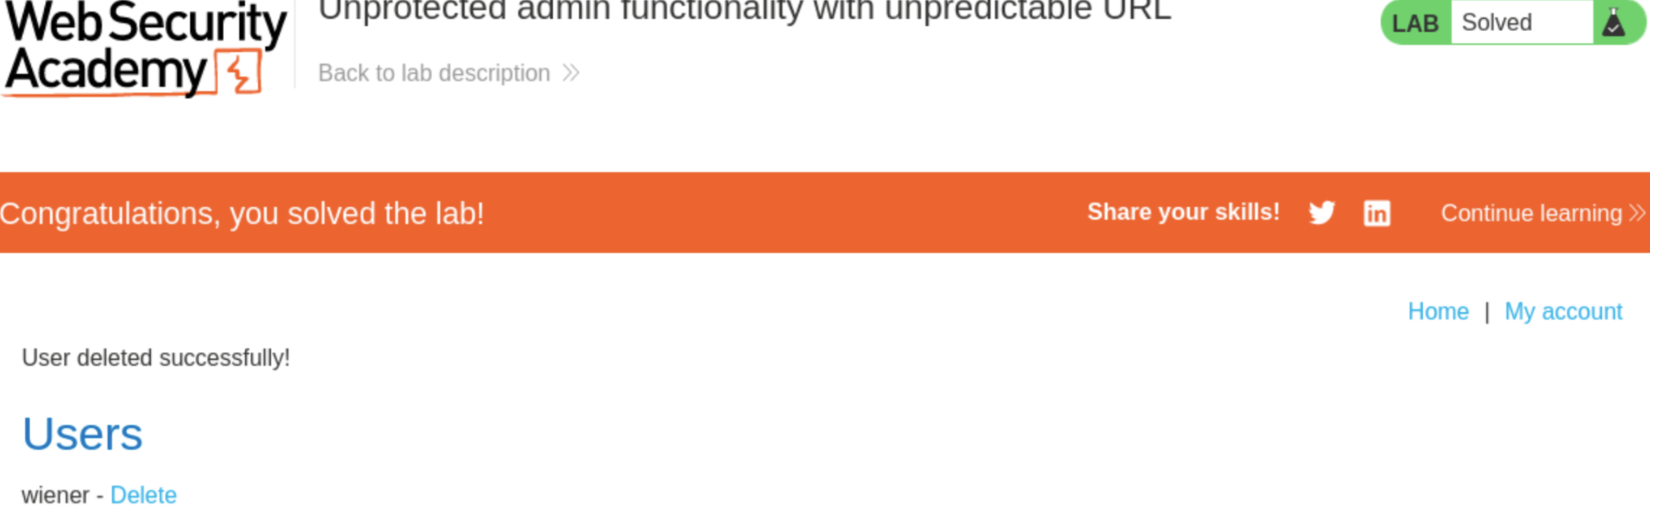 Web Security
Academy
Unprotected admin functionality with unpredictable URL
Back to lab description
LAB Solved
Congratulations, you solved the lab!
Share your skills!
in
Continue learning
Home | My account
User deleted successfully!
Users
wiener - Delete